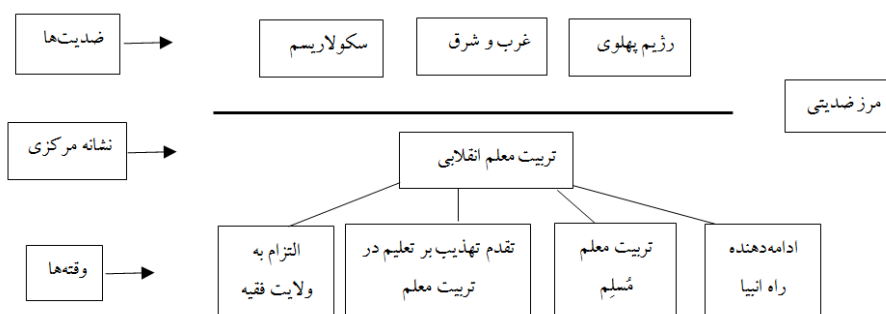 ضدیت‌ها
رژیم پهلوی
غرب و شرق
سکولاریسم
مرز ضدیتی
نشانه مرکزی
تربیت معلم انقلابی
وقته‌ها
ادامه‌دهنده
راه انبیا
تربیت معلم
مُسلِم
تقدم تهذیب بر تعلیم در
تربیت معلم
التزام به
ولایت فقیه